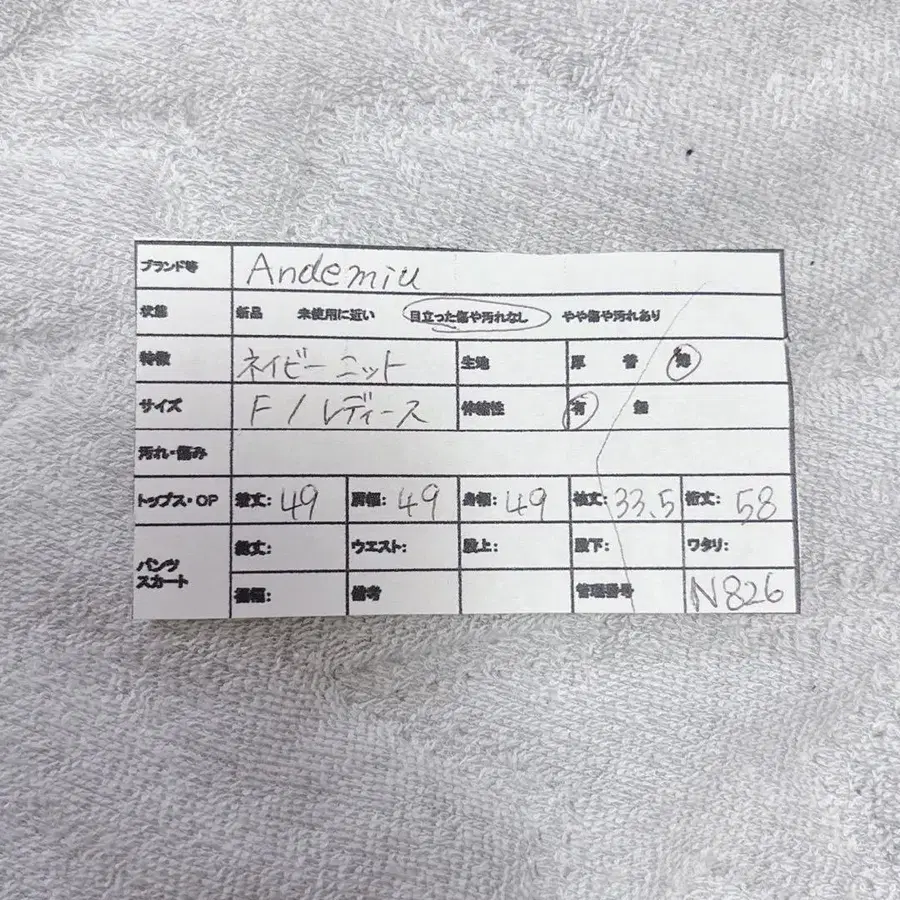 ブランド等 Andemiu
状態 新品 未使用に近い 目立った傷や汚れなし やや傷や汚れあり
特徴 ネイビーニット 生地 厚 普 薄
サイズ F/レディース 伸縮性 有 無
汚れ・傷み
トップス・OP 着丈: 49 肩幅: 49 身幅: 49 袖丈: 33.5 裄丈: 58
パンツ スカート 総丈: ウエスト: 股上: 股下: ワタリ:
裾幅: 備考 管理番号 N826